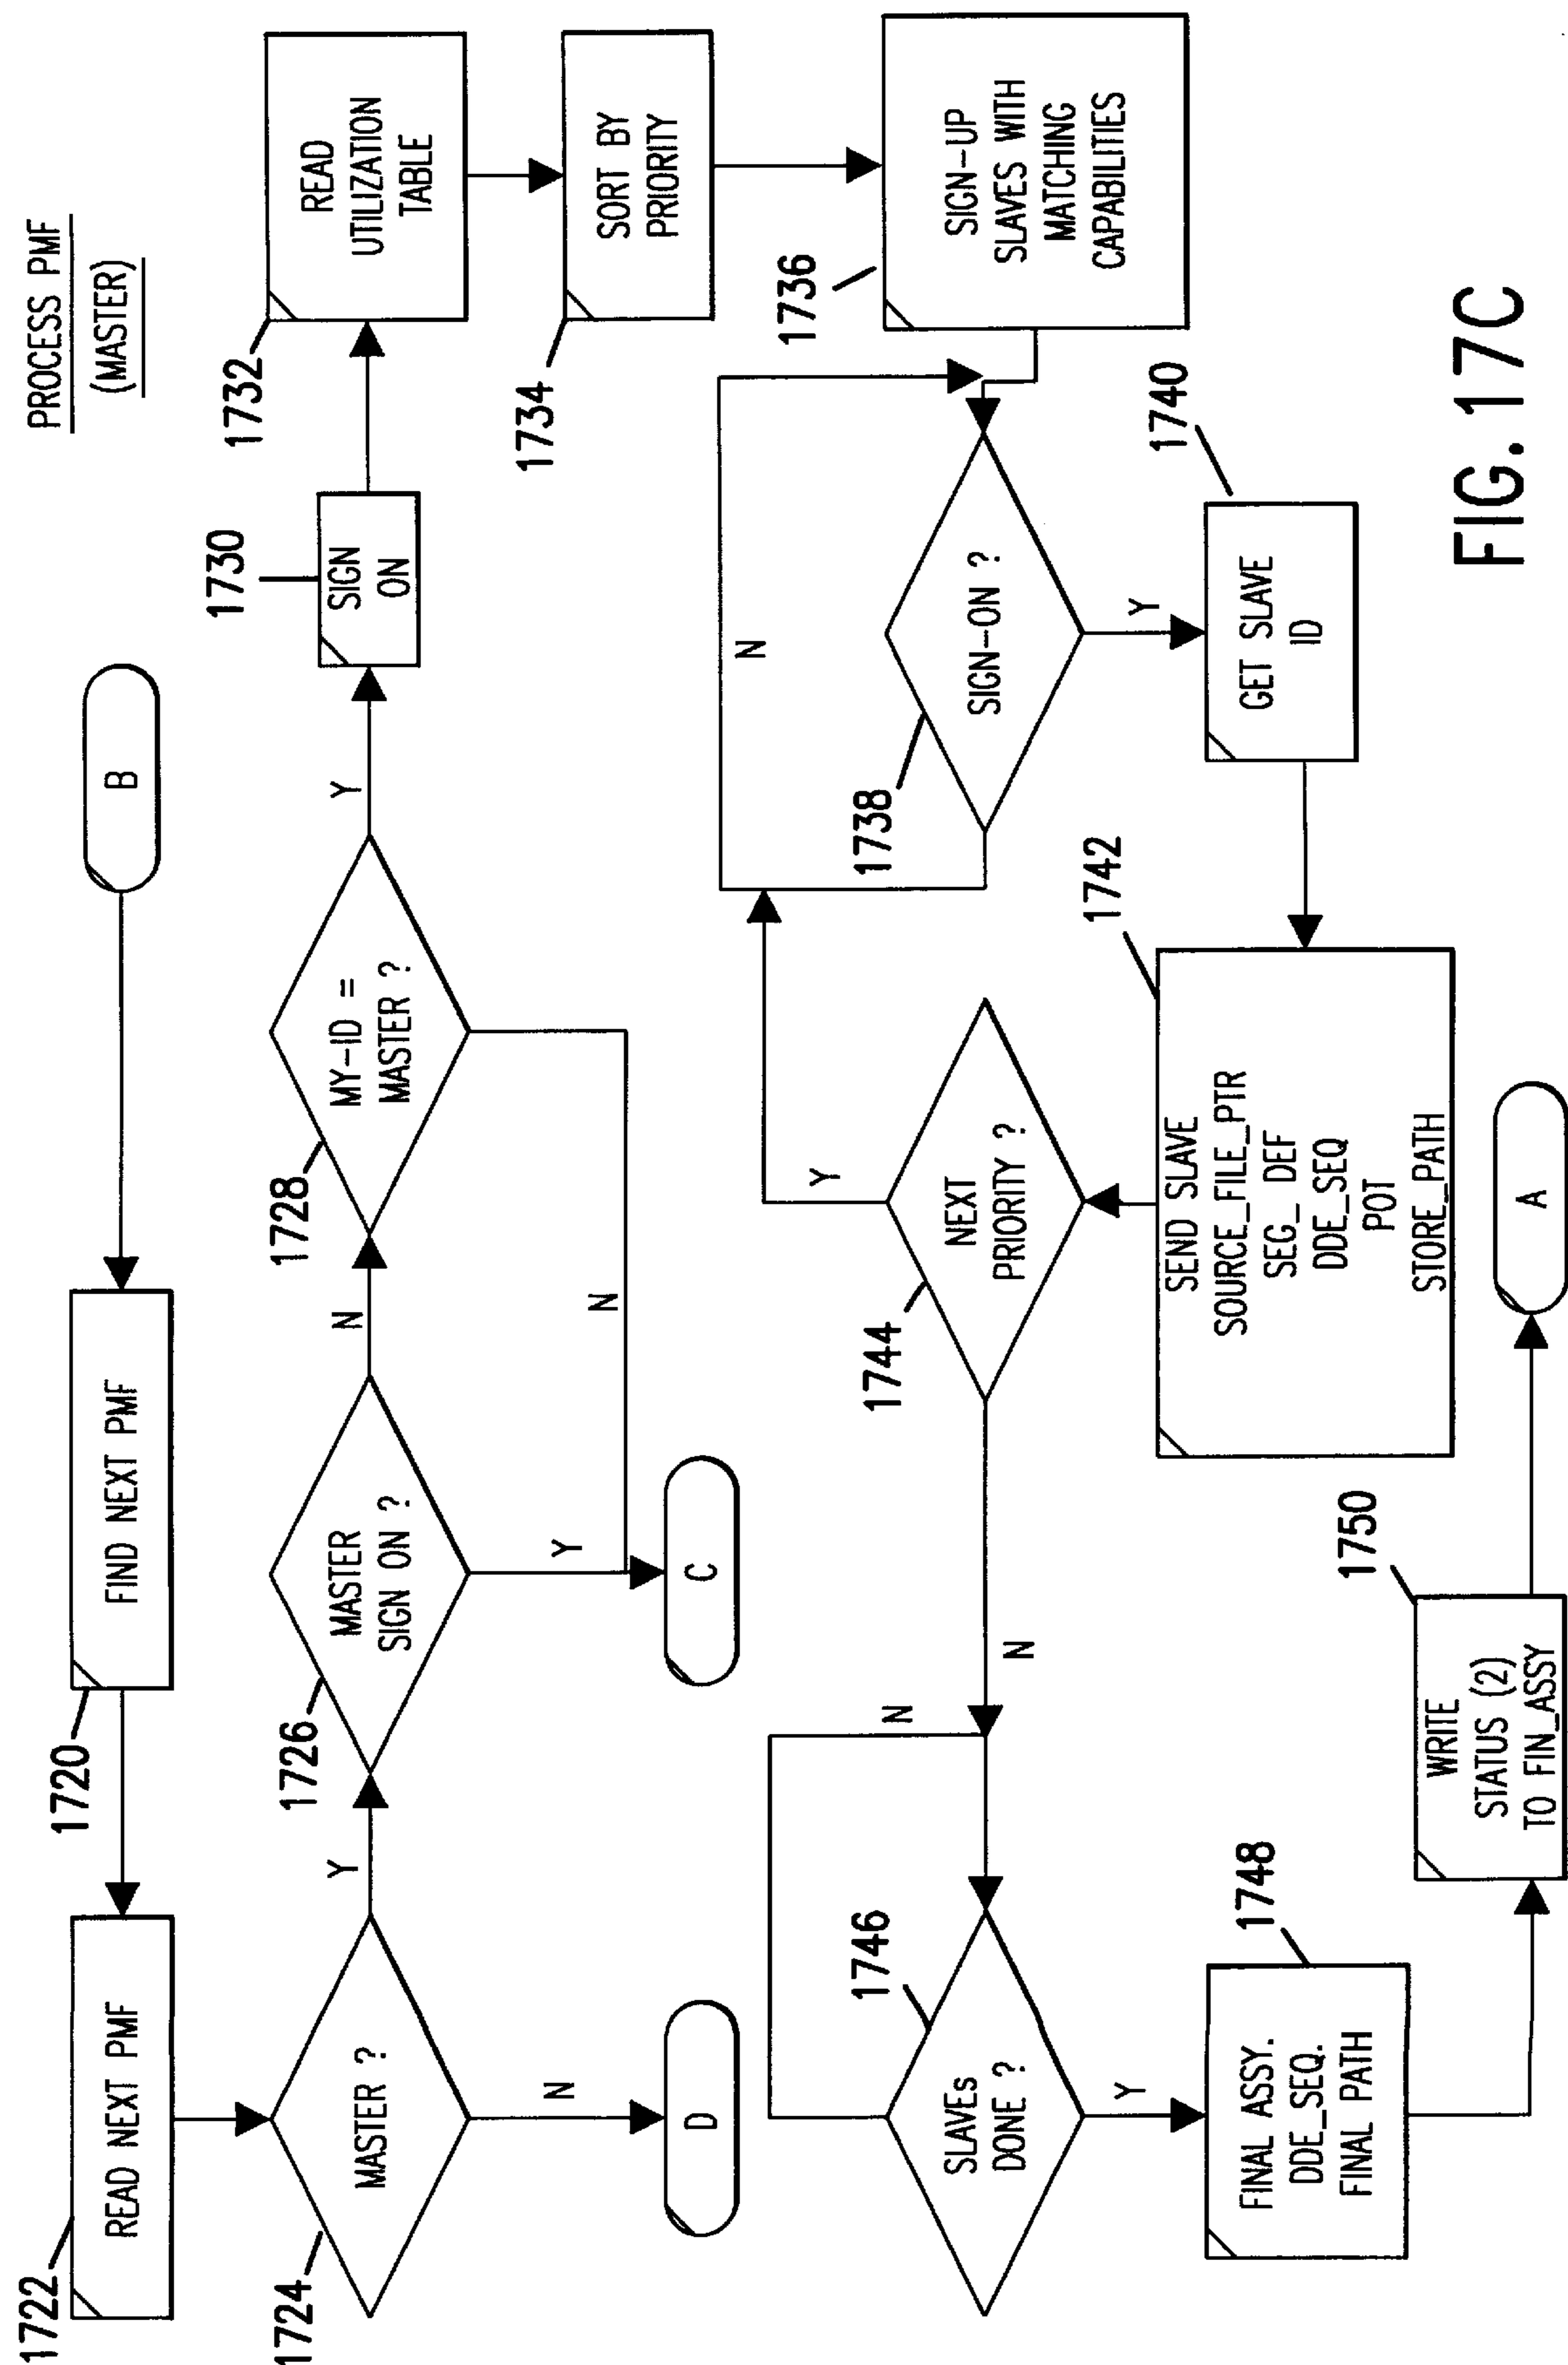 PROCESS PMF
(MASTER)
B
1720
FIND NEXT PMF
1722
READ NEXT PMF
1724
MASTER ?
Y
N
D
1726
MASTER
SIGN ON ?
N
Y
C
1728
MY-ID =
MASTER ?
Y
N
1730
SIGN
ON
1732
READ
UTILIZATION
TABLE
1734
SORT BY
PRIORITY
1736
SIGN-UP
SLAVES WITH
MATCHING
CAPABILITIES
1738
SIGN-ON ?
N
Y
1740
GET SLAVE
ID
1742
SEND SLAVE
SOURCE_FILE_PTR
SEG_ DEF
DDE_SEQ
POT
STORE_PATH
1744
NEXT
PRIORITY ?
Y
N
1746
SLAVEs
DONE ?
N
Y
1748
FINAL ASSY.
DDE_SEQ.
FINAL PATH
1750
WRITE
STATUS (2)
TO FIN_ASSY
A
FIG. 17C